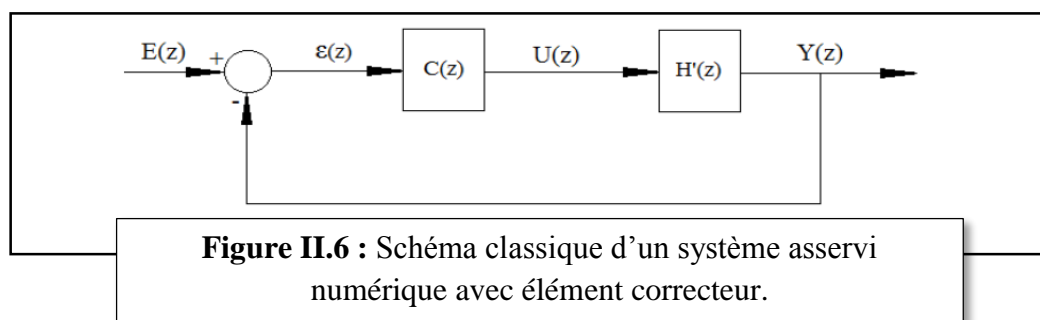 E(z) + ε(z) C(z) U(z) H'(z) Y(z)
-
Figure II.6 : Schéma classique d’un système asservi
numérique avec élément correcteur.